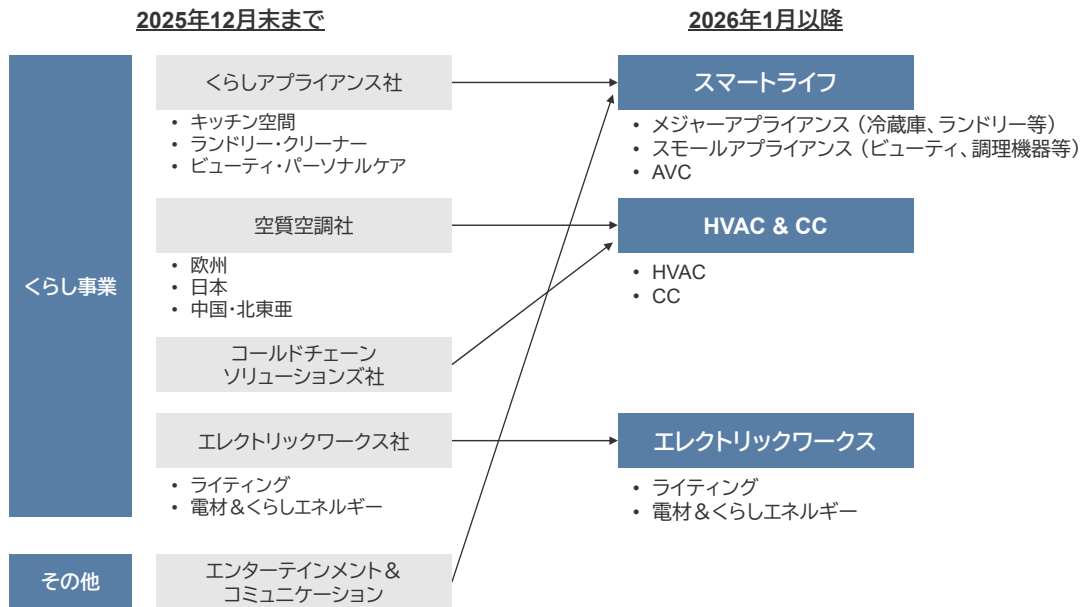 2025年12月末まで
2026年1月以降
くらし事業
くらしアプライアンス社
• キッチン空間
• ランドリー・クリーナー
• ビューティ・パーソナルケア
空質空調社
• 欧州
• 日本
• 中国・北東亜
コールドチェーン
ソリューションズ社
エレクトリックワークス社
• ライティング
• 電材＆くらしエネルギー
その他
エンターテインメント＆
コミュニケーション
スマートライフ
• メジャーアプライアンス（冷蔵庫、ランドリー等）
• スモールアプライアンス（ビューティ、調理機器等）
• AVC
HVAC & CC
• HVAC
• CC
エレクトリックワークス
• ライティング
• 電材＆くらしエネルギー